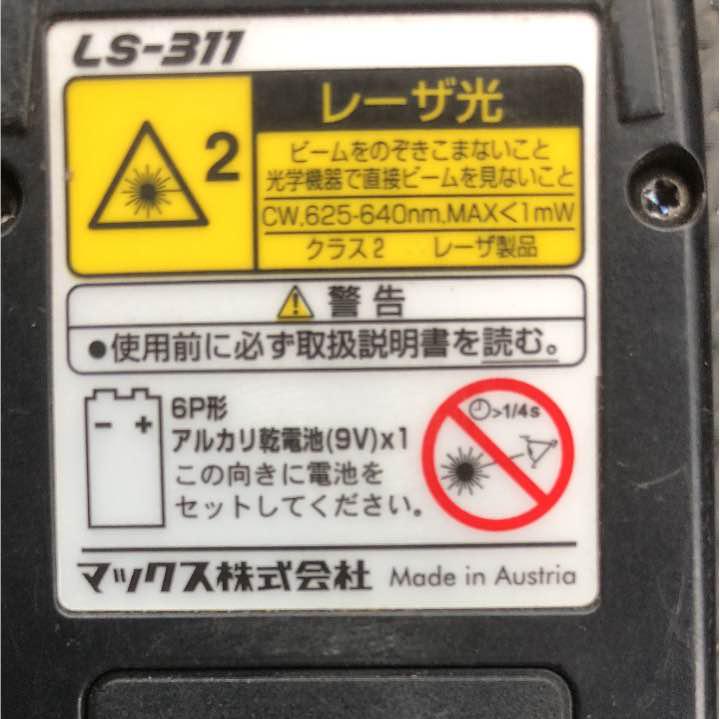 LS-311
2
レーザ光
ビームをのぞきこまないこと
光学機器で直接ビームを見ないこと
CW,625-640nm,MAX<1mW
クラス2 レーザ製品
警告
●使用前に必ず取扱説明書を読む。
- +
6P形
アルカリ乾電池(9V)x1
この向きに電池を
セットしてください。
>1/4s
マックス株式会社 Made in Austria